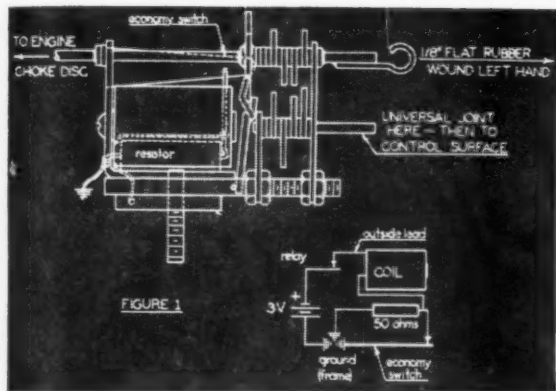 economy switch
TO ENGINE
CHOKE DISC
1/8" FLAT RUBBER
WOUND LEFT HAND
UNIVERSAL JOINT
HERE — THEN TO
CONTROL SURFACE
resistor
outside lead
relay
COIL
3V
+
50 ohms
FIGURE 1
ground
(frame)
economy
switch